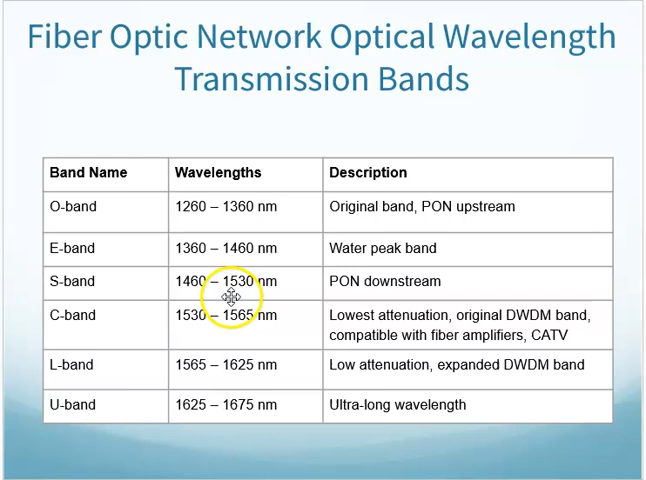 Fiber Optic Network Optical Wavelength
Transmission Bands
Band Name Wavelengths Description
O-band 1260 – 1360 nm Original band, PON upstream
E-band 1360 – 1460 nm Water peak band
S-band 1460 – 1530 nm PON downstream
C-band 1530 – 1565 nm Lowest attenuation, original DWDM band,
compatible with fiber amplifiers, CATV
L-band 1565 – 1625 nm Low attenuation, expanded DWDM band
U-band 1625 – 1675 nm Ultra-long wavelength